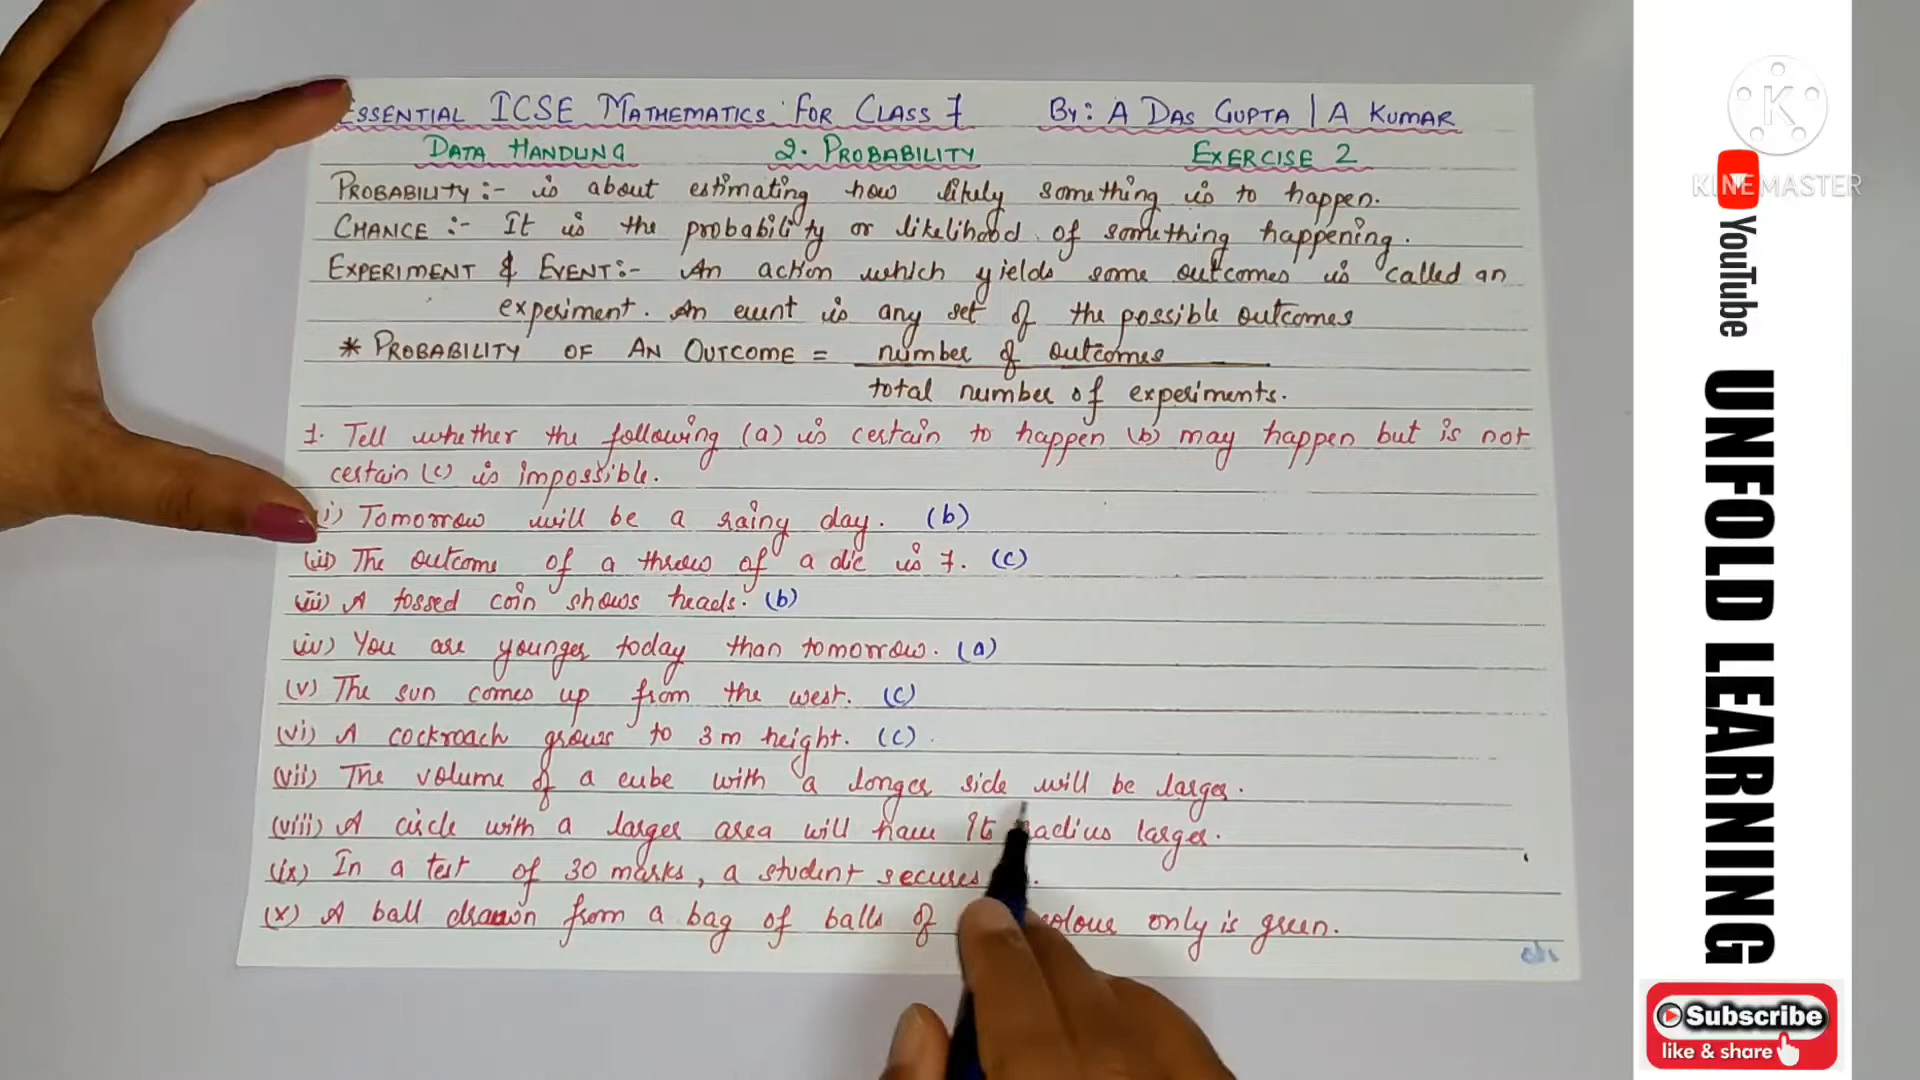 ESSENTIAL ICSE MATHEMATICS FOR CLASS 7 BY: A DAS GUPTA | A KUMAR
DATA HANDLING 2. PROBABILITY EXERCISE 2
PROBABILITY :- is about estimating how likely something is to happen.
CHANCE :- It is the probability or likelihood of something happening.
EXPERIMENT & EVENT:- An action which yields some outcomes is called an
experiment. An event is any set of the possible outcomes
* PROBABILITY OF AN OUTCOME = number of outcomes
total number of experiments.
1. Tell whether the following (a) is certain to happen (b) may happen but is not
certain (c) is impossible.
i) Tomorrow will be a rainy day. (b)
(ii) The outcome of a throw of a die is 7. (c)
(iii) A tossed coin shows heads. (b)
(iv) You are younger today than tomorrow. (a)
(v) The sun comes up from the west. (c)
(vi) A cockroach grows to 3m height. (c).
(vii) The volume of a cube with a longer side will be larger.
(viii) A circle with a larger area will have its radius larger.
(ix) In a test of 30 marks, a student secures
(x) A ball drawn from a bag of balls of colour only is green.
K
KINEMASTER
YouTube
UNFOLD LEARNING
Subscribe
like & share